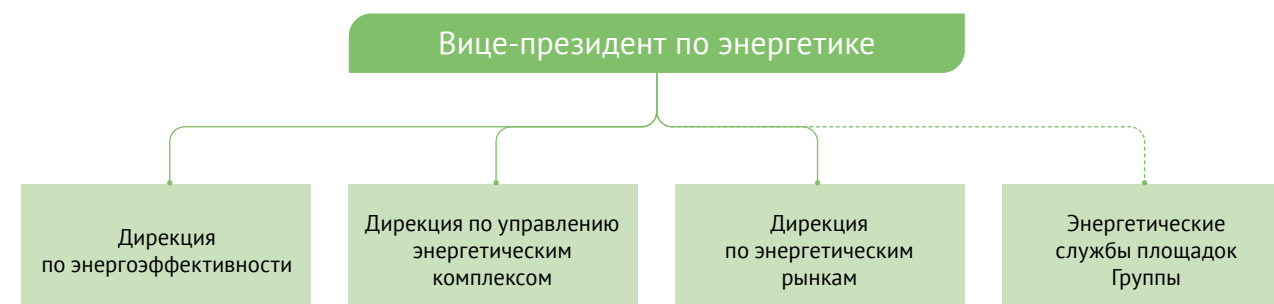 Вице-президент по энергетике
Дирекция
по энергоэффективности
Дирекция по управлению
энергетическим
комплексом
Дирекция
по энергетическим
рынкам
Энергетические
службы площадок
Группы